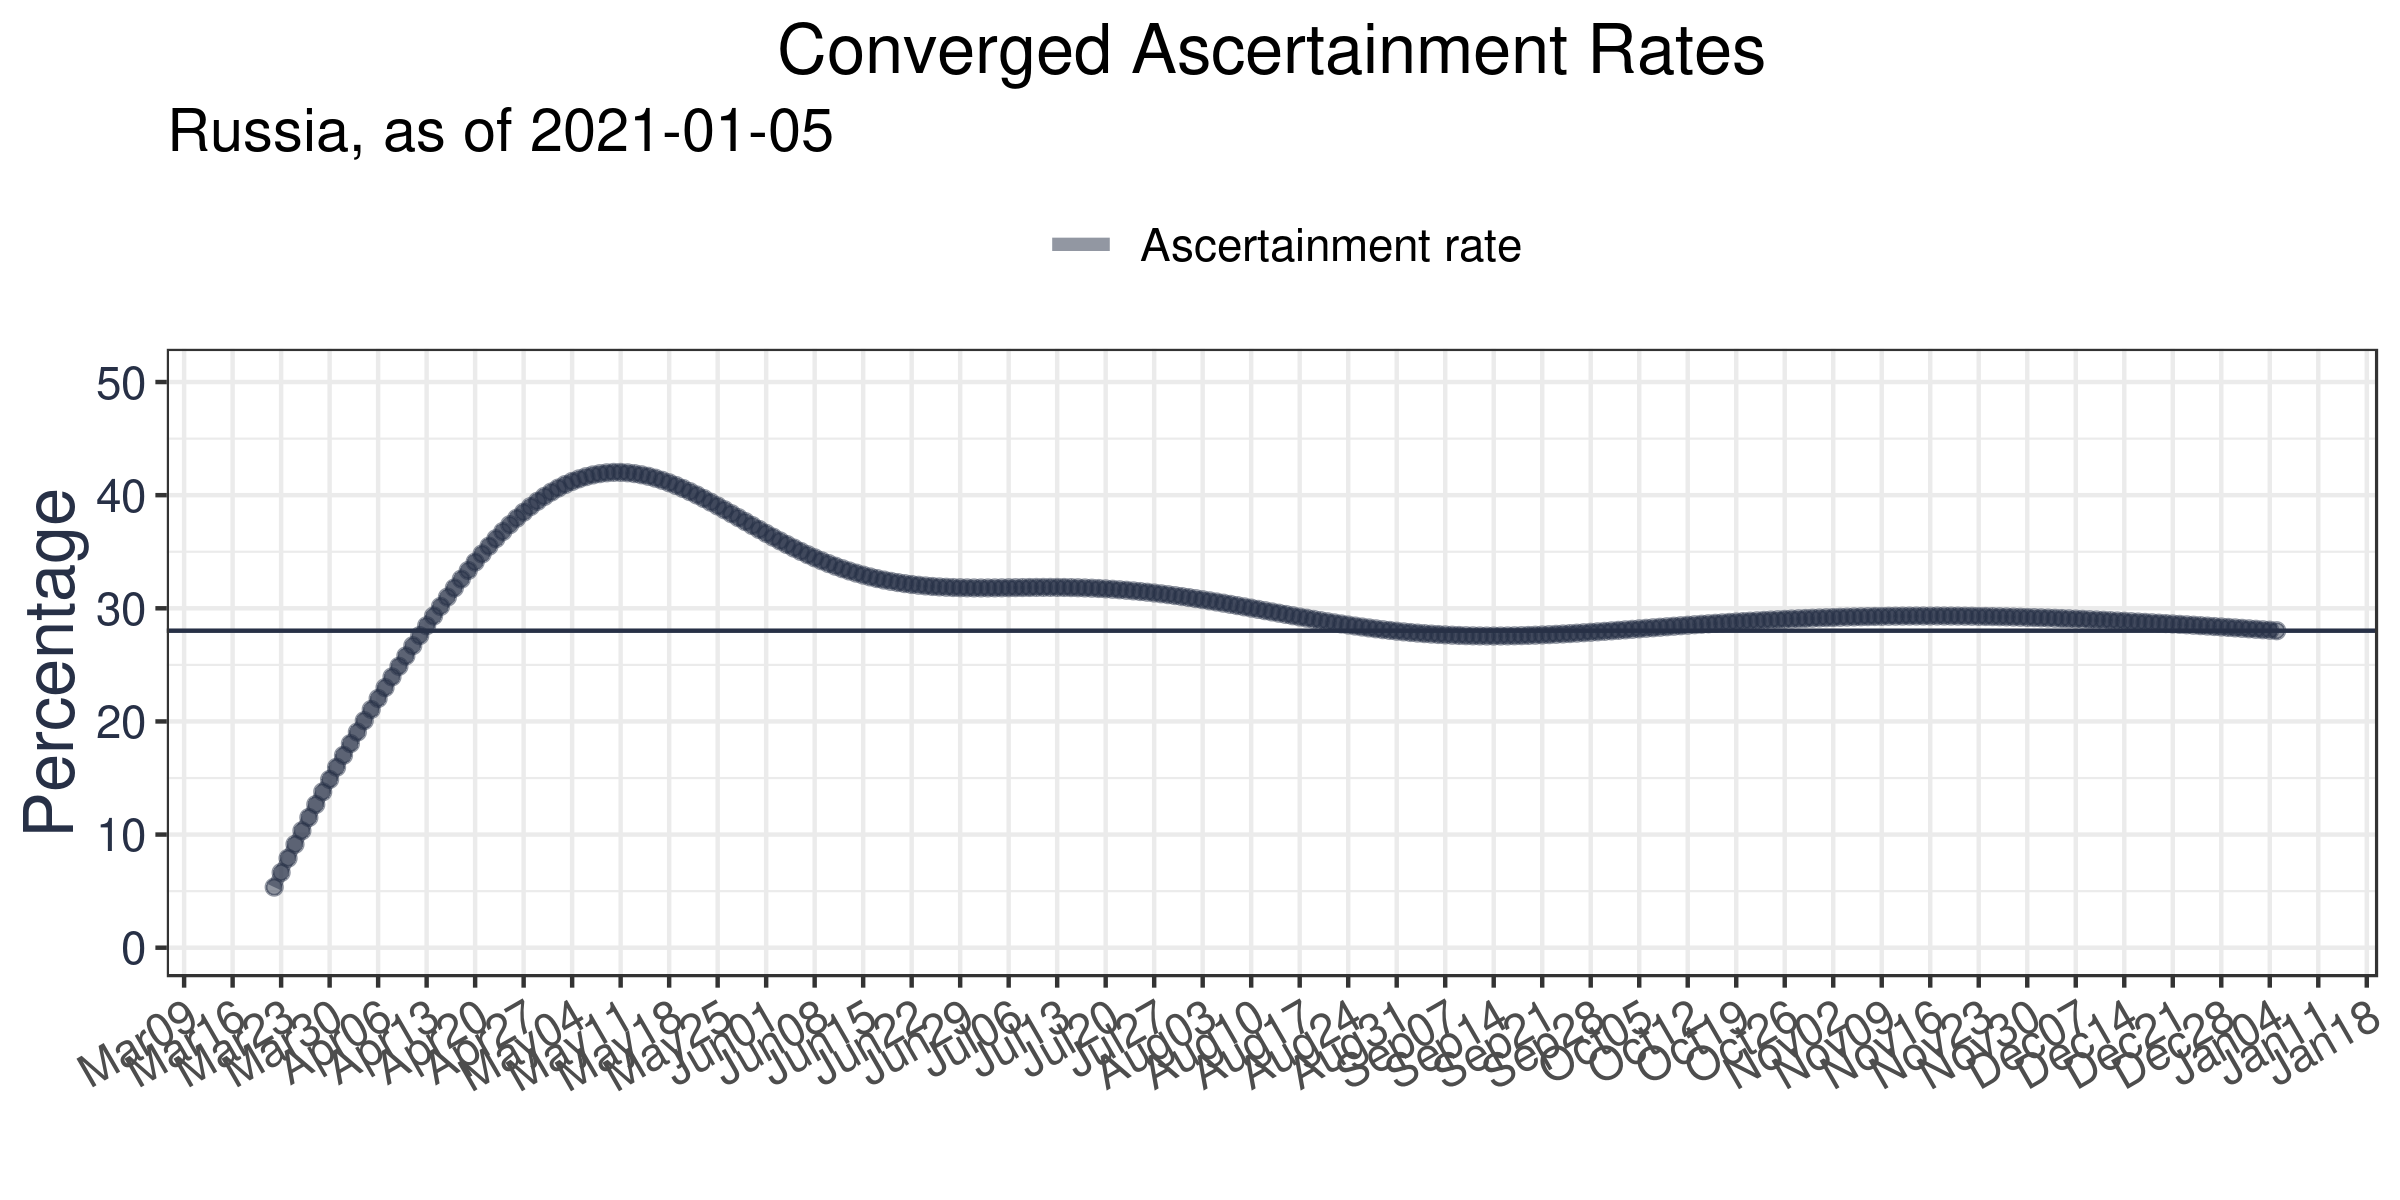 Converged Ascertainment Rates
Russia, as of 2021-01-05
Ascertainment rate
Percentage
50
40
30
20
10
0
Mar09
Mar16
Mar23
Mar30
Apr06
Apr13
Apr20
Apr27
May04
May11
May18
May25
Jun01
Jun08
Jun15
Jun22
Jun29
Jul06
Jul13
Jul20
Jul27
Aug03
Aug10
Aug17
Aug24
Aug31
Sep07
Sep14
Sep21
Sep28
Oct05
Oct12
Oct19
Oct26
Nov02
Nov09
Nov16
Nov23
Nov30
Dec07
Dec14
Dec21
Dec28
Jan04
Jan11
Jan18